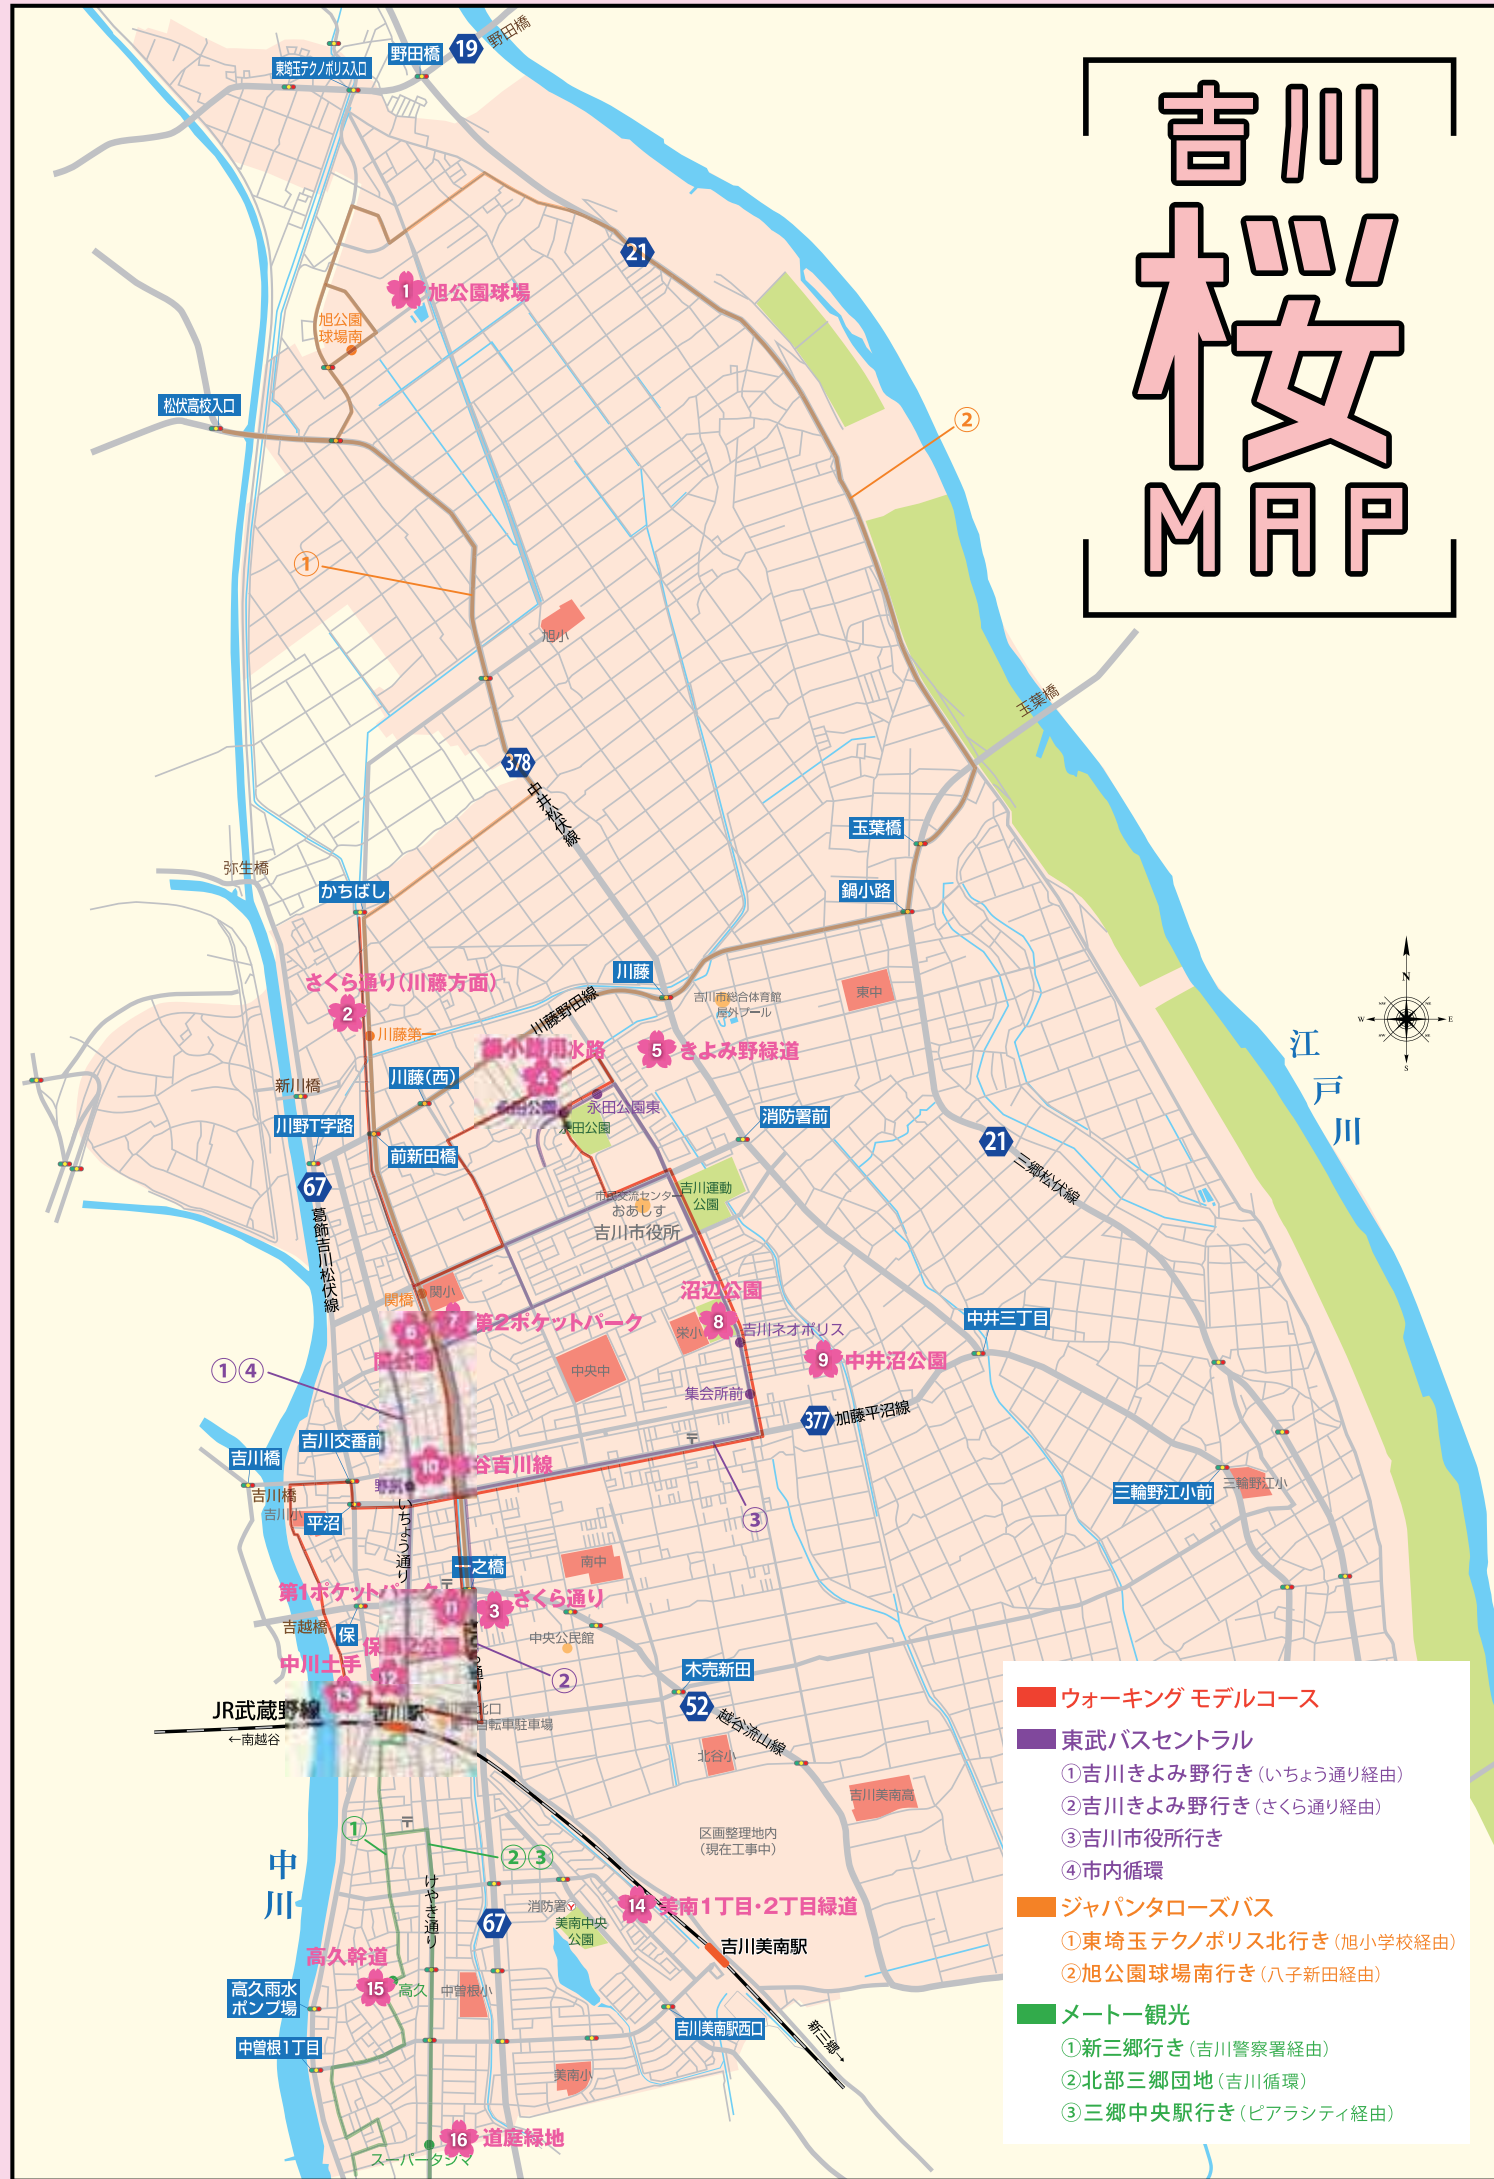 吉川
桜
MAP
野田橋
19
野田橋
東埼玉テクノポリス入口
21
1
旭公園球場
旭公園
球場南
松伏高校入口
②
①
旭小
玉葉橋
378
中井松伏線
玉葉橋
弥生橋
かちばし
鍋小路
さくら通り(川藤方面)
2
川藤
川藤第一
川藤野田線
吉川市総合体育館
屋外プール
東中
水路
4
5
きよみ野緑道
N
W
E
S
江戸川
新川橋
川藤(西)
永田公園東
永田公園
消防署前
川野T字路
前新田橋
67
葛飾吉川松伏線
21
三郷松伏線
吉川運動
公園
市民交流センター
おあしす
吉川市役所
関小
関橋
沼辺公園
8
栄小
吉川ネオポリス
6
7
第2ポケットパーク
中央中
9
中井沼公園
中井三丁目
①④
集会所前
377
加藤平沼線
吉川橋
吉川交番前
10
谷吉川線
〒
吉川橋
吉川小
平沼
いちょう通り
③
三輪野江小前
三輪野江小
一之橋
南中
〒
第1ポケットパーク
11
3
さくら通り
吉越橋
保
中央公民館
中川土手
12
13
②
木売新田
52
越谷流山線
JR武蔵野線
←南越谷
吉川駅
北口
自転車駐車場
北谷小
吉川美南高
区画整理地内
(現在工事中)
①
〒
②③
中川
けやき通り
67
消防署
美南中央
公園
14
美南1丁目・2丁目緑道
吉川美南駅
高久幹道
15
高久
中曽根小
高久雨水
ポンプ場
中曽根1丁目
吉川美南駅西口
新三郷→
美南小
16
道庭緑地
スーパータジマ
ウォーキング モデルコース
東武バスセントラル
①吉川きよみ野行き(いちょう通り経由)
②吉川きよみ野行き(さくら通り経由)
③吉川市役所行き
④市内循環
ジャパンタローズバス
①東埼玉テクノポリス北行き(旭小学校経由)
②旭公園球場南行き(八子新田経由)
メートー観光
①新三郷行き(吉川警察署経由)
②北部三郷団地(吉川循環)
③三郷中央駅行き(ピアラシティ経由)